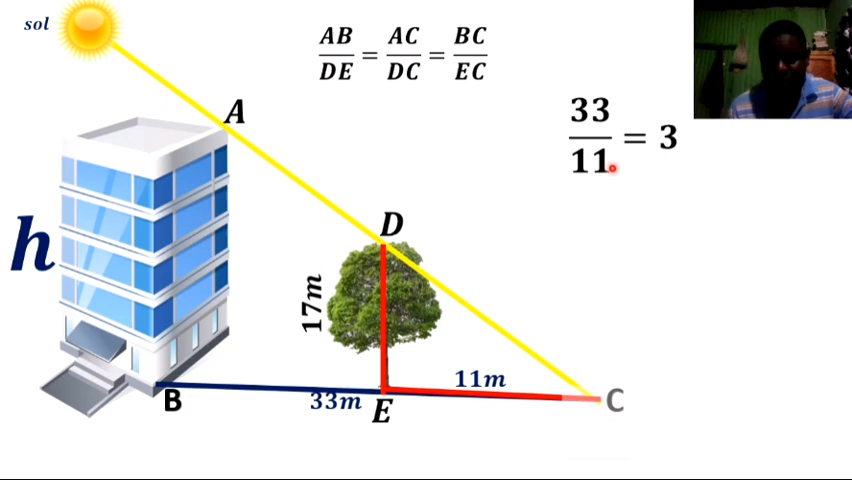 sol
AB/DE = AC/DC = BC/EC
33/11 = 3
A
h
D
17m
11m
B
33m
E
C